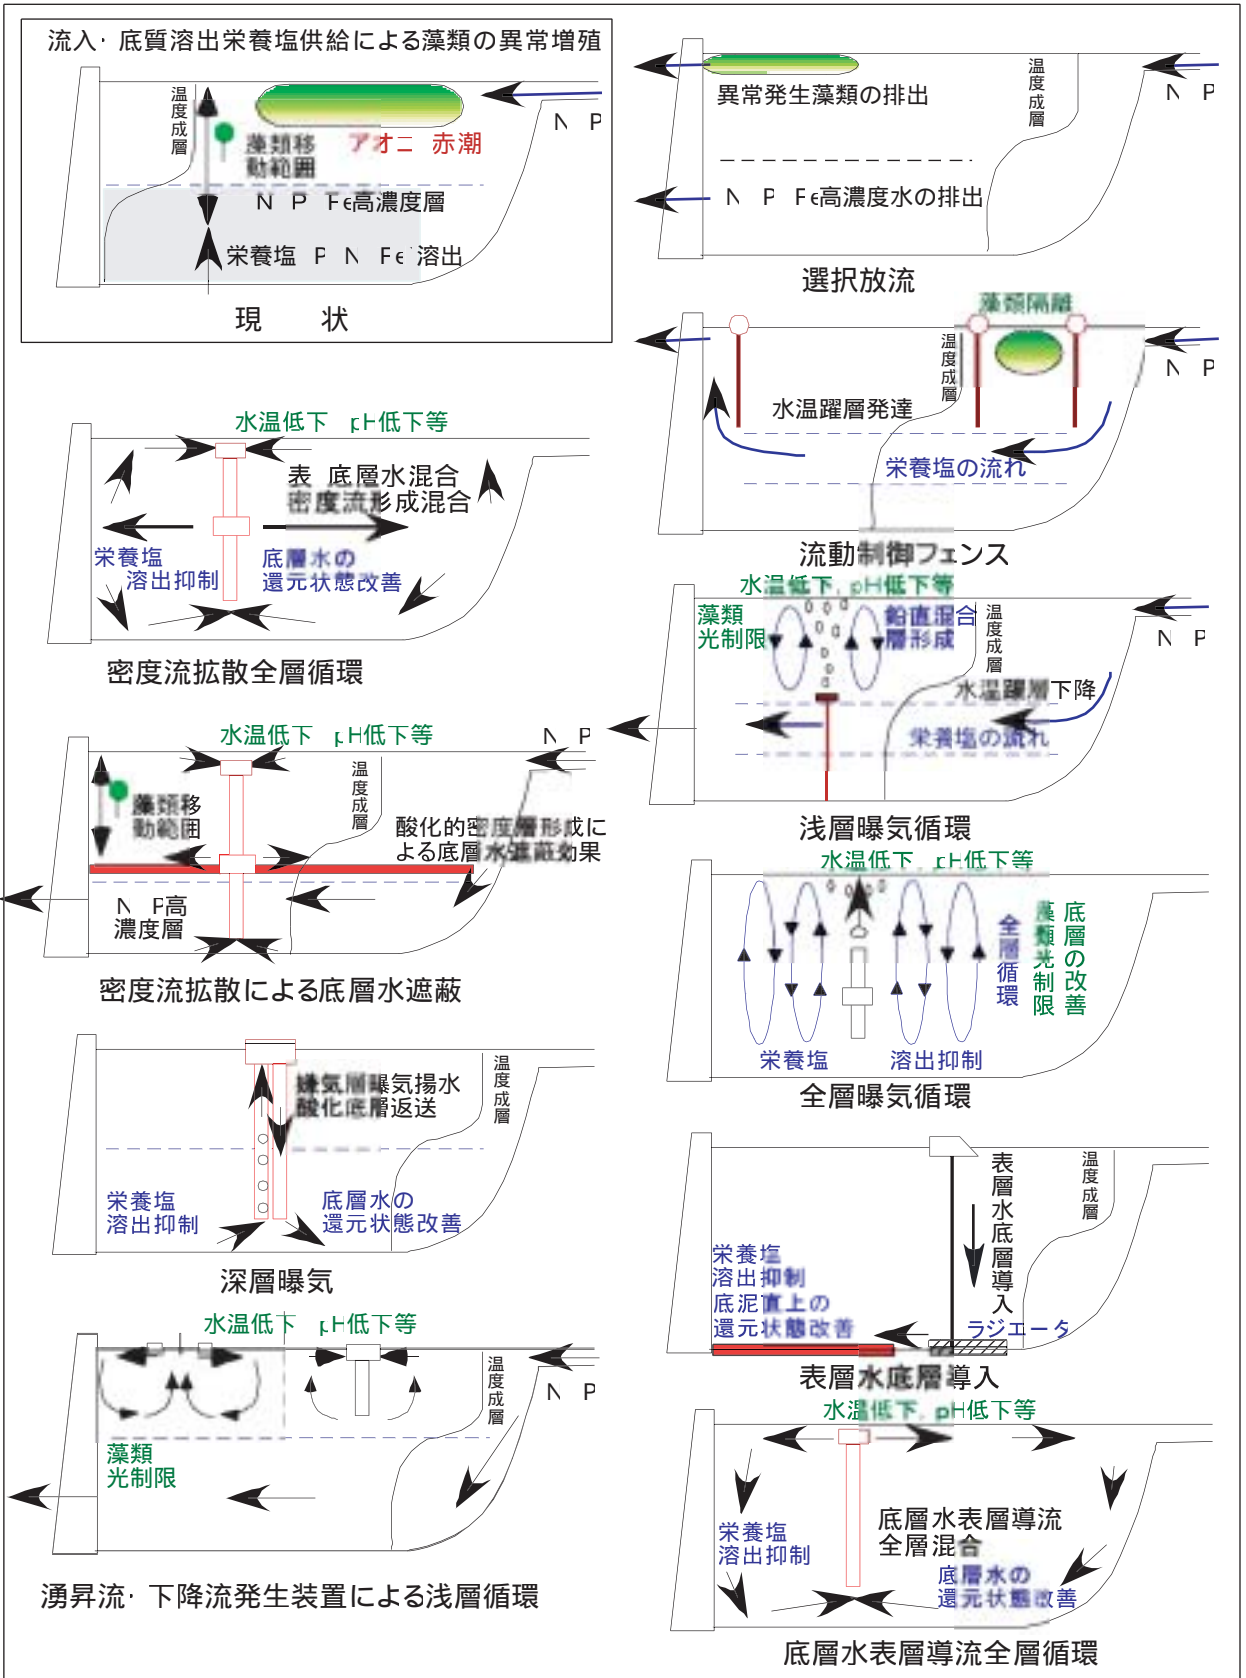 流入・底質溶出栄養塩供給による藻類の異常増殖
温度成層
藻類移
動範囲
アオコ 赤潮
N P
N P Fe高濃度層
栄養塩 P N Fe 溶出
現 状
水温低下 pH低下等
表 底層水混合
密度流形成混合
栄養塩
溶出抑制
底層水の
還元状態改善
密度流拡散全層循環
水温低下 pH低下等
N P
温度成層
藻類移
動範囲
酸化的密度層形成に
よる底層水遮蔽効果
N P高
濃度層
密度流拡散による底層水遮蔽
温度成層
嫌気層曝気揚水
酸化底層返送
栄養塩
溶出抑制
底層水の
還元状態改善
深層曝気
水温低下 pH低下等
温度成層
N P
藻類
光制限
湧昇流・下降流発生装置による浅層循環
異常発生藻類の排出
温度成層
N P
N P Fe高濃度水の排出
選択放流
藻類隔離
温度成層
N P
水温躍層発達
栄養塩の流れ
流動制御フェンス
水温低下, pH低下等
藻類
光制限
鉛直混合
層形成
温度成層
N P
水温躍層下降
栄養塩の流れ
浅層曝気循環
水温低下, pH低下等
全層循環
藻類光制限
底層の改善
栄養塩 溶出抑制
全層曝気循環
表層水底層導入
温度成層
栄養塩
溶出抑制
底泥直上の
還元状態改善
ラジエータ
表層水底層導入
水温低下, pH低下等
底層水表層導流
全層混合
栄養塩
溶出抑制
底層水の
還元状態改善
底層水表層導流全層循環